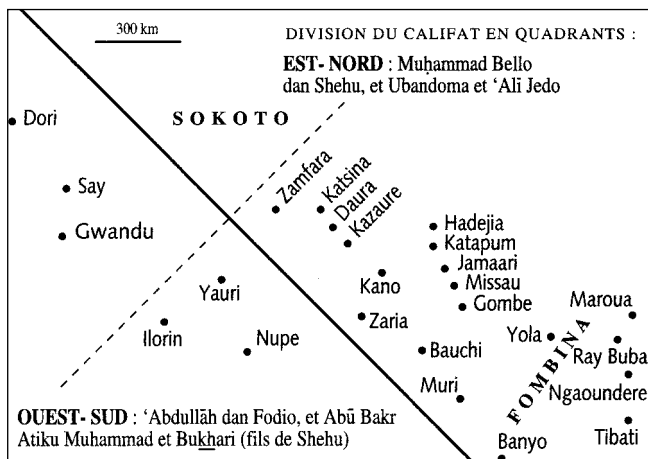 300 km
DIVISION DU CALIFAT EN QUADRANTS :
EST- NORD : Muḥammad Bello
dan Shehu, et Ubandoma et ‘Alī Jedo
SOKOTO
Dori
Say
Gwandu
Zamfara
Katsina
Daura
Kazaure
Hadejia
Katapum
Jamaari
Missau
Gombe
Kano
Zaria
Yauri
Ilorin
Nupe
Bauchi
Muri
Maroua
Yola
Ray Buba
FOMBINA
Ngaoundere
Tibati
Banyo
OUEST- SUD : ‘Abdullāh dan Fodio, et Abū Bakr
Atiku Muhammad et Bukhari (fils de Shehu)